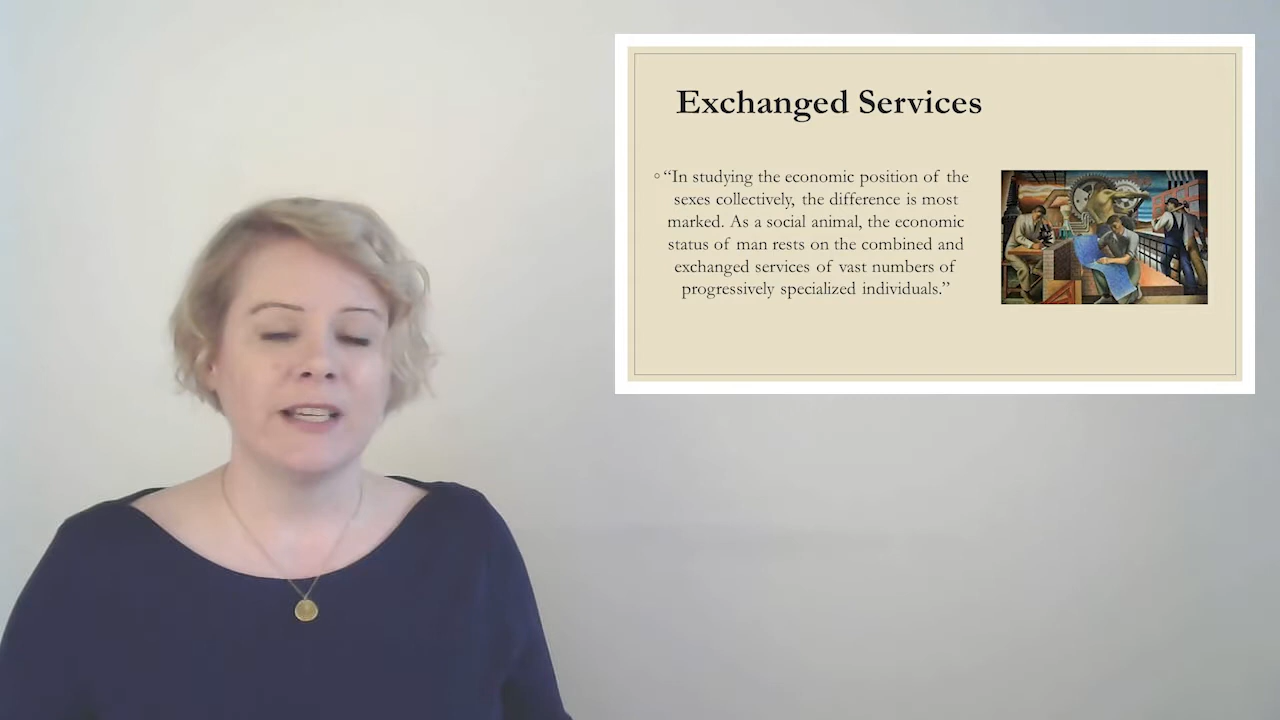 Exchanged Services
“In studying the economic position of the
sexes collectively, the difference is most
marked. As a social animal, the economic
status of man rests on the combined and
exchanged services of vast numbers of
progressively specialized individuals.”